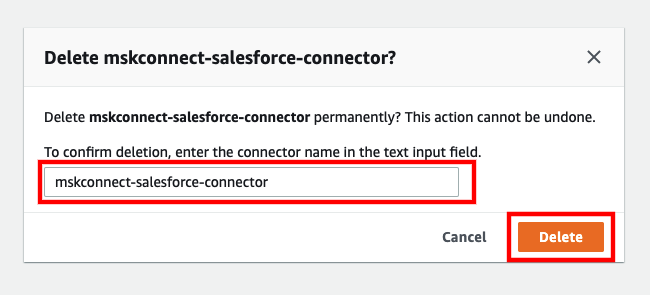 Delete mskconnect-salesforce-connector?
Delete mskconnect-salesforce-connector permanently? This action cannot be undone.
To confirm deletion, enter the connector name in the text input field.
mskconnect-salesforce-connector
Cancel Delete